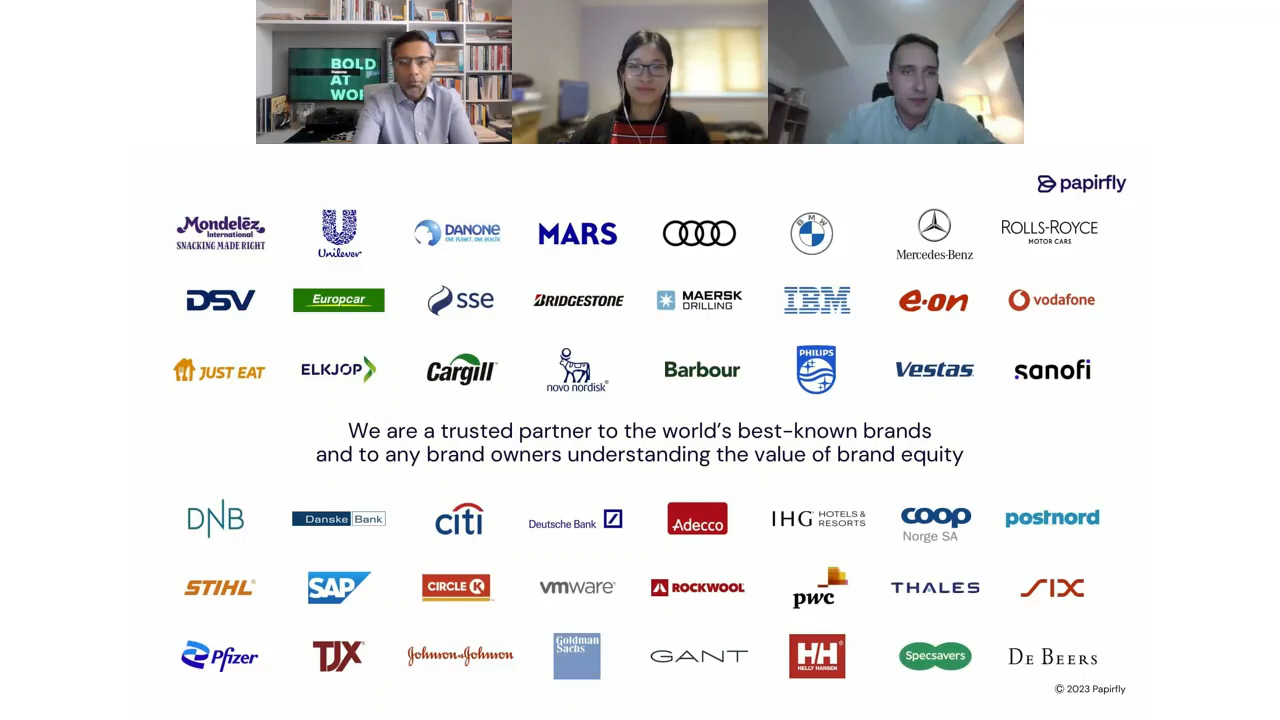 BOLD
AT
WOR
papirfly
Mondelēz
International
SNACKING MADE RIGHT
Unilever
DANONE
ONE PLANET. ONE HEALTH
MARS
BMW
Mercedes-Benz
ROLLS-ROYCE
MOTOR CARS
DSV
Europcar
sse
BRIDGESTONE
MAERSK
DRILLING
IBM
e·on
vodafone
JUST EAT
ELKJOP
Cargill
novo nordisk®
Barbour
PHILIPS
Vestas
sanofi
We are a trusted partner to the world's best-known brands
and to any brand owners understanding the value of brand equity
DNB
Danske Bank
citi
Deutsche Bank
Adecco
IHG HOTELS &
RESORTS
coop
Norge SA
postnord
STIHL®
SAP
CIRCLE K
vmware®
ROCKWOOL
pwc
THALES
SIX
Pfizer
TJX
Johnson & Johnson
Goldman
Sachs
GANT
HH
HELLY HANSEN
Specsavers
DE BEERS
© 2023 Papirfly